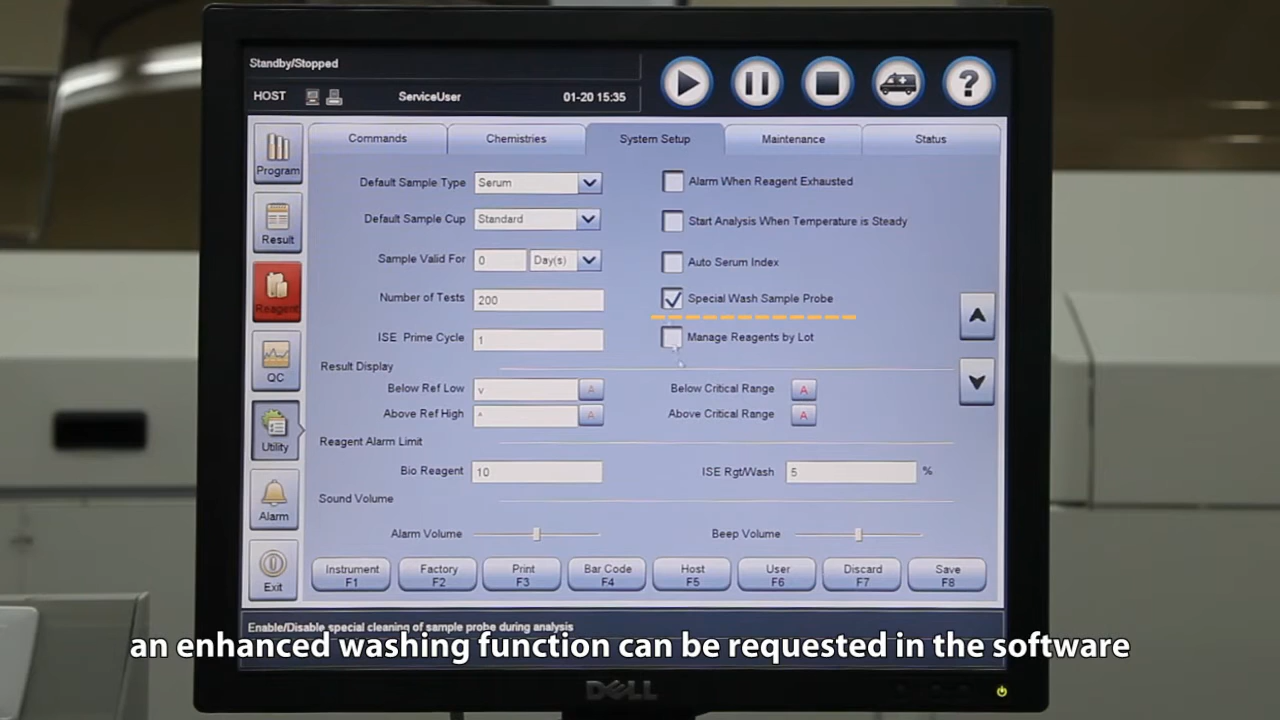 Standby/Stopped
HOST ServiceUser 01-20 15:35
?
Commands Chemistries System Setup Maintenance Status
Program
Result
Reagent
QC
Utility
Alarm
Exit
Default Sample Type Serum
Default Sample Cup Standard
Sample Valid For 0 Day(s)
Number of Tests 200
ISE Prime Cycle 1
Alarm When Reagent Exhausted
Start Analysis When Temperature is Steady
Auto Serum Index
Special Wash Sample Probe
Manage Reagents by Lot
Result Display
Below Ref Low v A Below Critical Range A
Above Ref High ^ A Above Critical Range A
Reagent Alarm Limit
Bio Reagent 10 ISE Rgt/Wash 5 %
Sound Volume
Alarm Volume Beep Volume
Instrument F1 Factory F2 Print F3 Bar Code F4 Host F5 User F6 Discard F7 Save F8
Enable/Disable special cleaning of sample probe during analysis
an enhanced washing function can be requested in the software
DELL